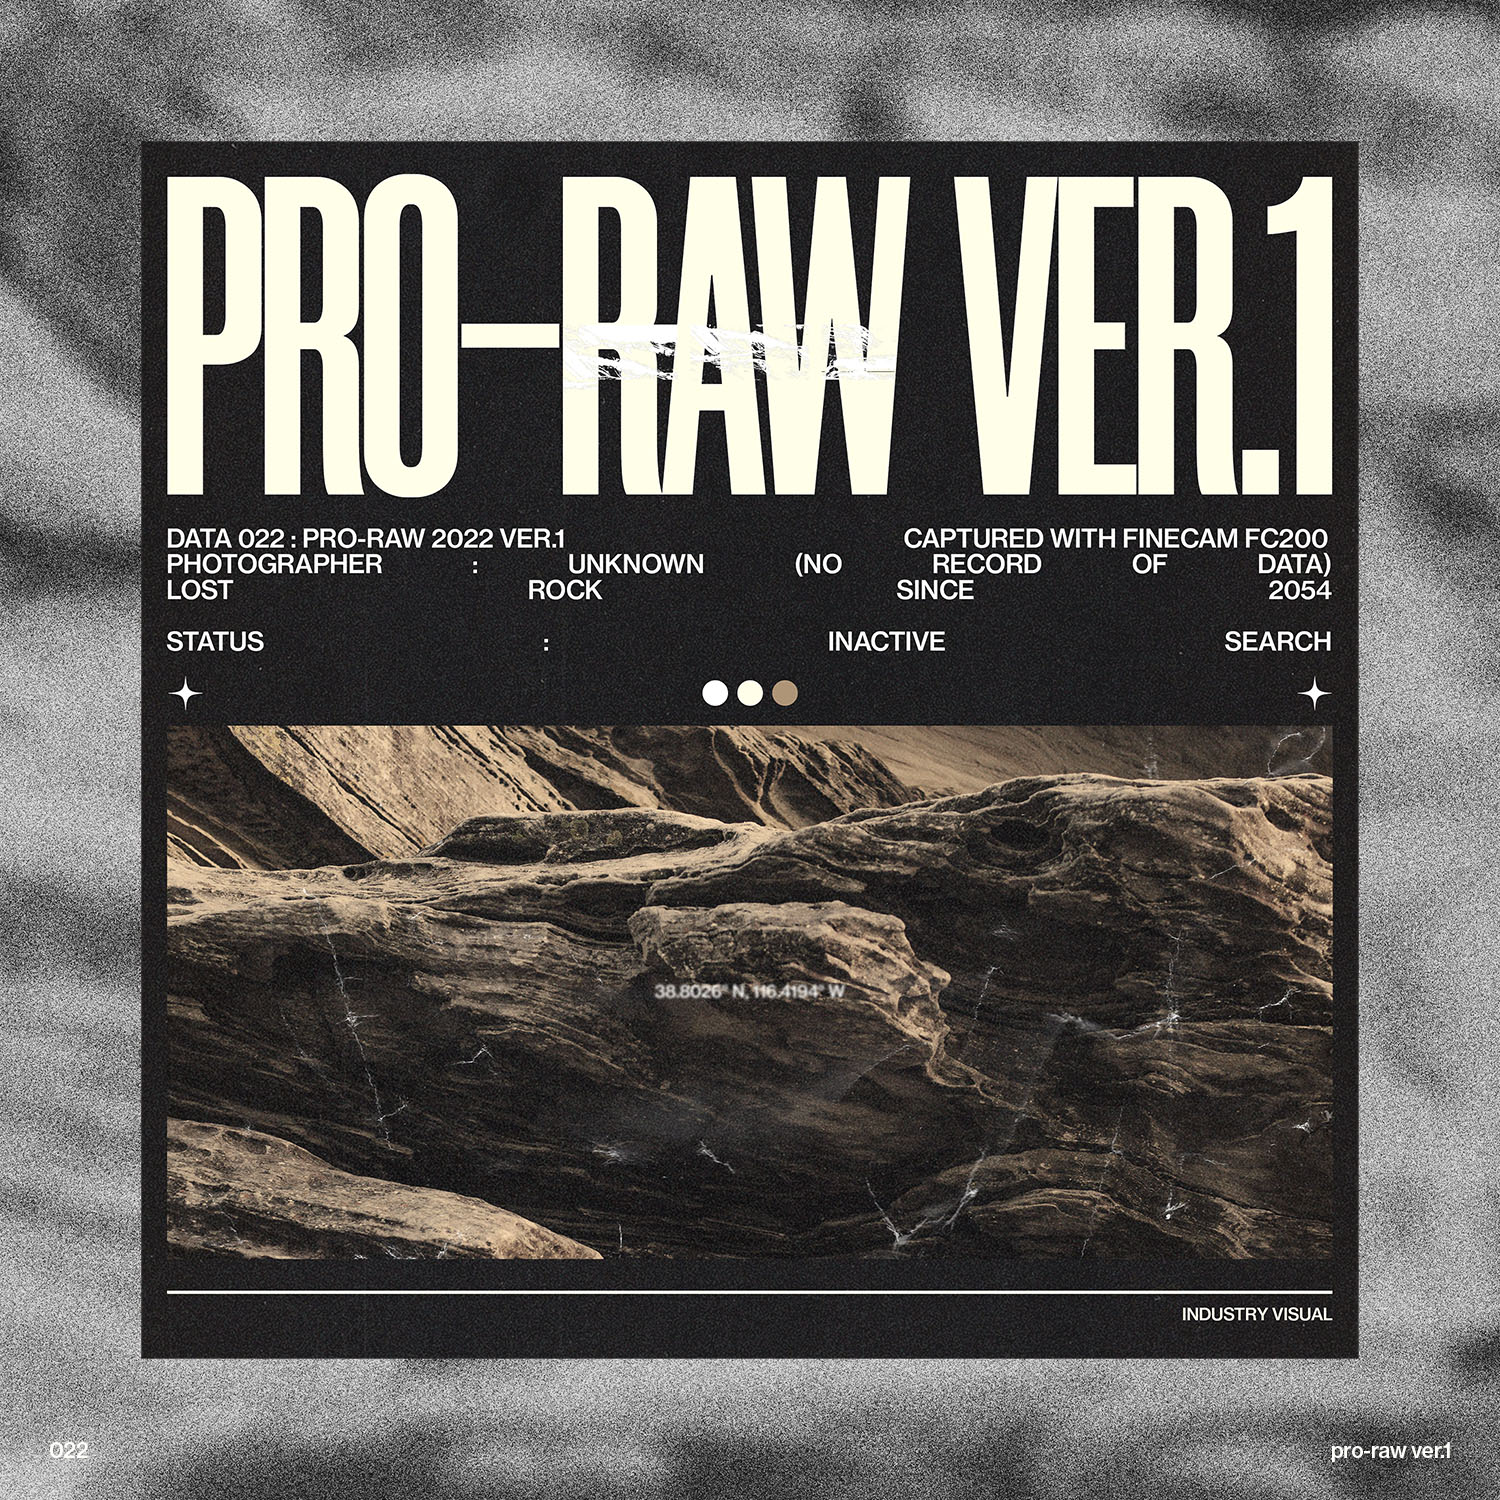 PRO-RAW VER.1
DATA 022 : PRO-RAW 2022 VER.1 CAPTURED WITH FINECAM FC200
PHOTOGRAPHER : UNKNOWN (NO RECORD OF DATA)
LOST ROCK SINCE 2054
STATUS : INACTIVE SEARCH
38.8026° N, 116.4194° W
INDUSTRY VISUAL
022 pro-raw ver.1